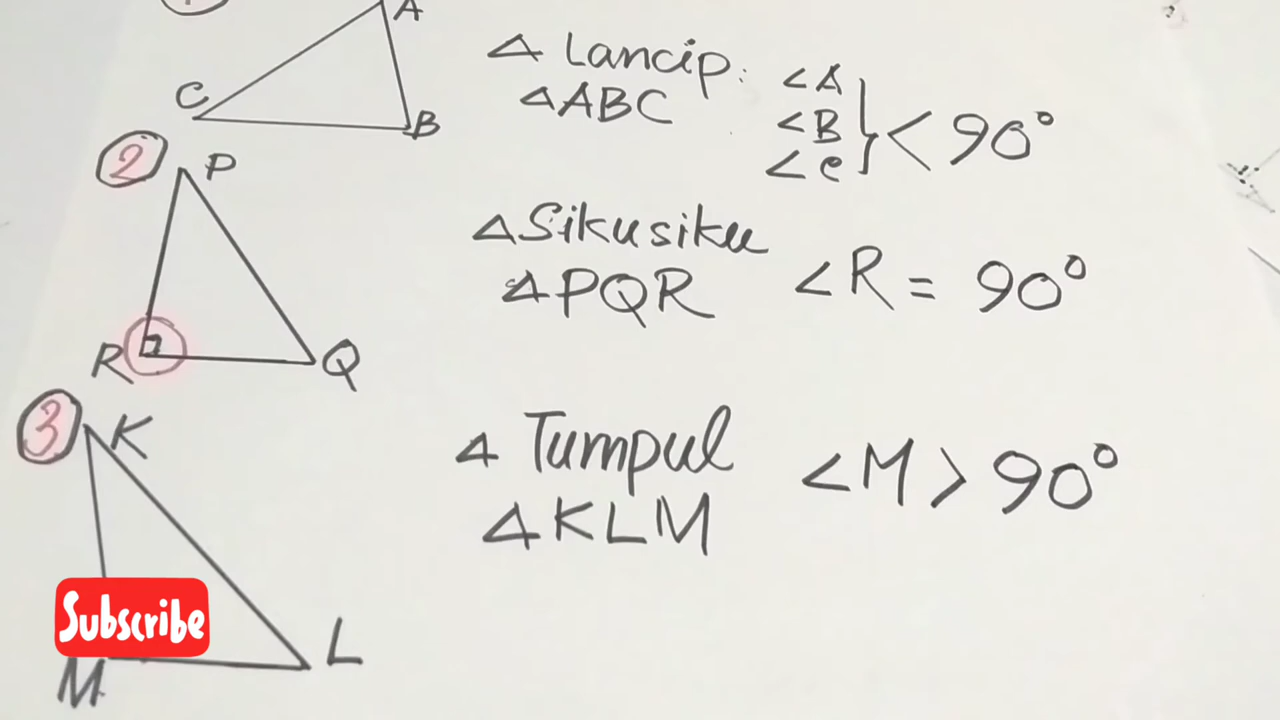 A
C
B
△ Lancip:
△ABC
<A
<B
<c
} < 90°
2
P
R
Q
△Sikusiku
△PQR
<R = 90°
3
K
M
L
△ Tumpul
△KLM
<M > 90°
Subscribe